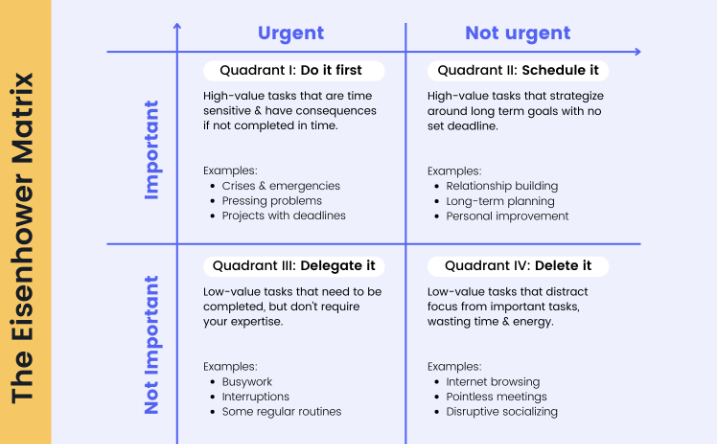 The Eisenhower Matrix
Urgent
Not urgent
Important
Quadrant I: Do it first
High-value tasks that are time
sensitive & have consequences
if not completed in time.
Examples:
Crises & emergencies
Pressing problems
Projects with deadlines
Quadrant II: Schedule it
High-value tasks that strategize
around long term goals with no
set deadline.
Examples:
Relationship building
Long-term planning
Personal improvement
Not Important
Quadrant III: Delegate it
Low-value tasks that need to be
completed, but don't require
your expertise.
Examples:
Busywork
Interruptions
Some regular routines
Quadrant IV: Delete it
Low-value tasks that distract
focus from important tasks,
wasting time & energy.
Examples:
Internet browsing
Pointless meetings
Disruptive socializing